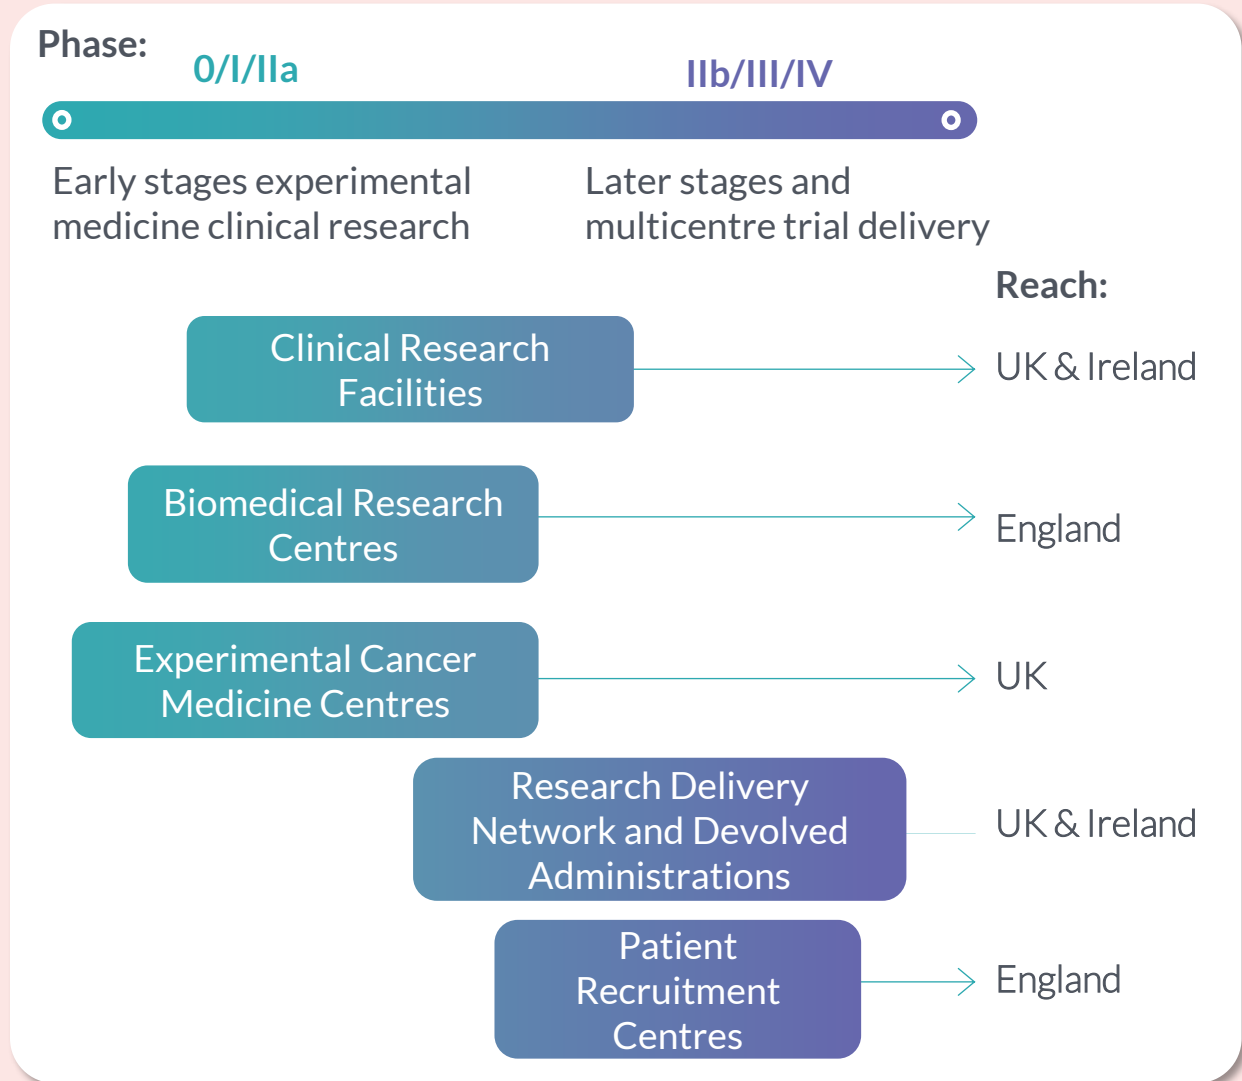 Phase:
0/I/IIa
IIb/III/IV
Early stages experimental
medicine clinical research
Later stages and
multicentre trial delivery
Reach:
Clinical Research
Facilities
UK & Ireland
Biomedical Research
Centres
England
Experimental Cancer
Medicine Centres
UK
Research Delivery
Network and Devolved
Administrations
UK & Ireland
Patient
Recruitment
Centres
England